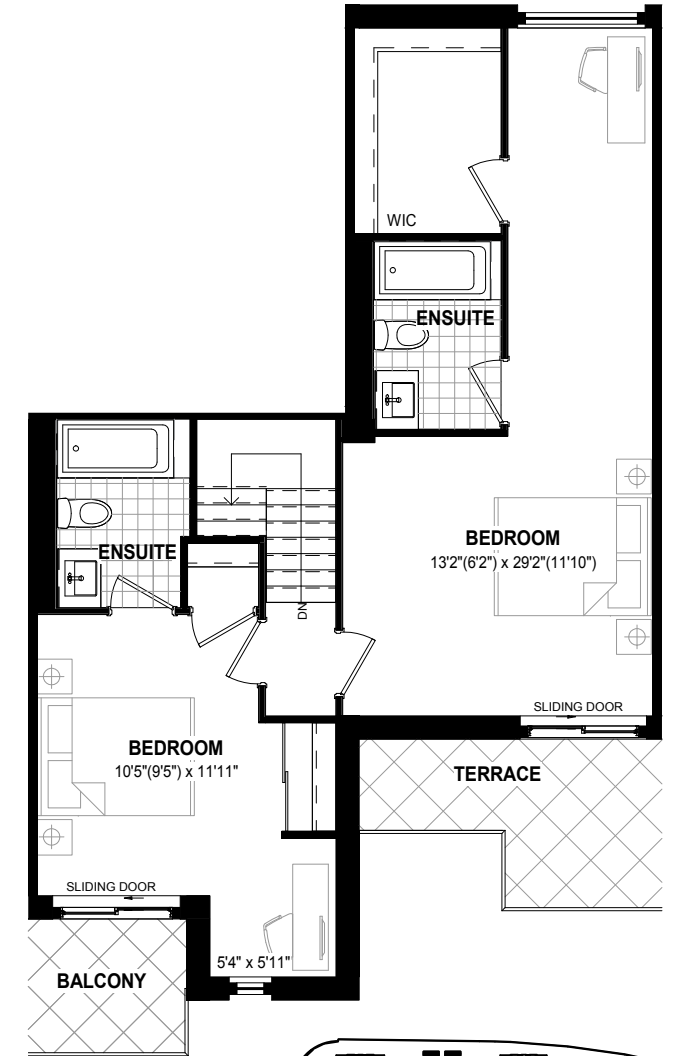 WIC
ENSUITE
BEDROOM
13'2"(6'2") x 29'2"(11'10")
ENSUITE
DN
SLIDING DOOR
BEDROOM
10'5"(9'5") x 11'11"
TERRACE
SLIDING DOOR
5'4" x 5'11"
BALCONY